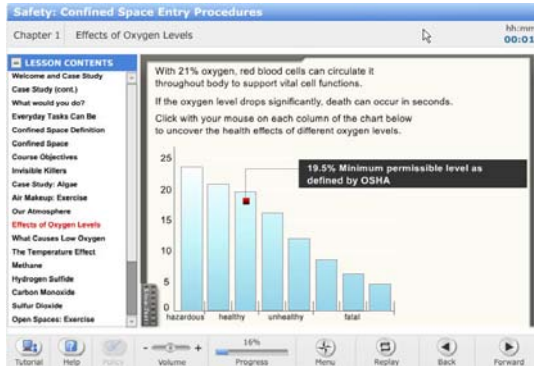 Safety: Confined Space Entry Procedures
Chapter 1 Effects of Oxygen Levels
hh:mm
00:01
LESSON CONTENTS
Welcome and Case Study
Case Study (cont.)
What would you do?
Everyday Tasks Can Be
Confined Space Definition
Confined Space
Course Objectives
Invisible Killers
Case Study: Algae
Air Makeup: Exercise
Our Atmosphere
Effects of Oxygen Levels
What Causes Low Oxygen
The Temperature Effect
Methane
Hydrogen Sulfide
Carbon Monoxide
Sulfur Dioxide
Open Spaces: Exercise
With 21% oxygen, red blood cells can circulate it
throughout body to support vital cell functions.
If the oxygen level drops significantly, death can occur in seconds.
Click with your mouse on each column of the chart below
to uncover the health effects of different oxygen levels.
19.5% Minimum permissible level as
defined by OSHA
25
20
15
10
5
0
hazardous healthy unhealthy fatal
Tutorial Help Policy - + Volume 16% Progress Menu Replay Back Forward